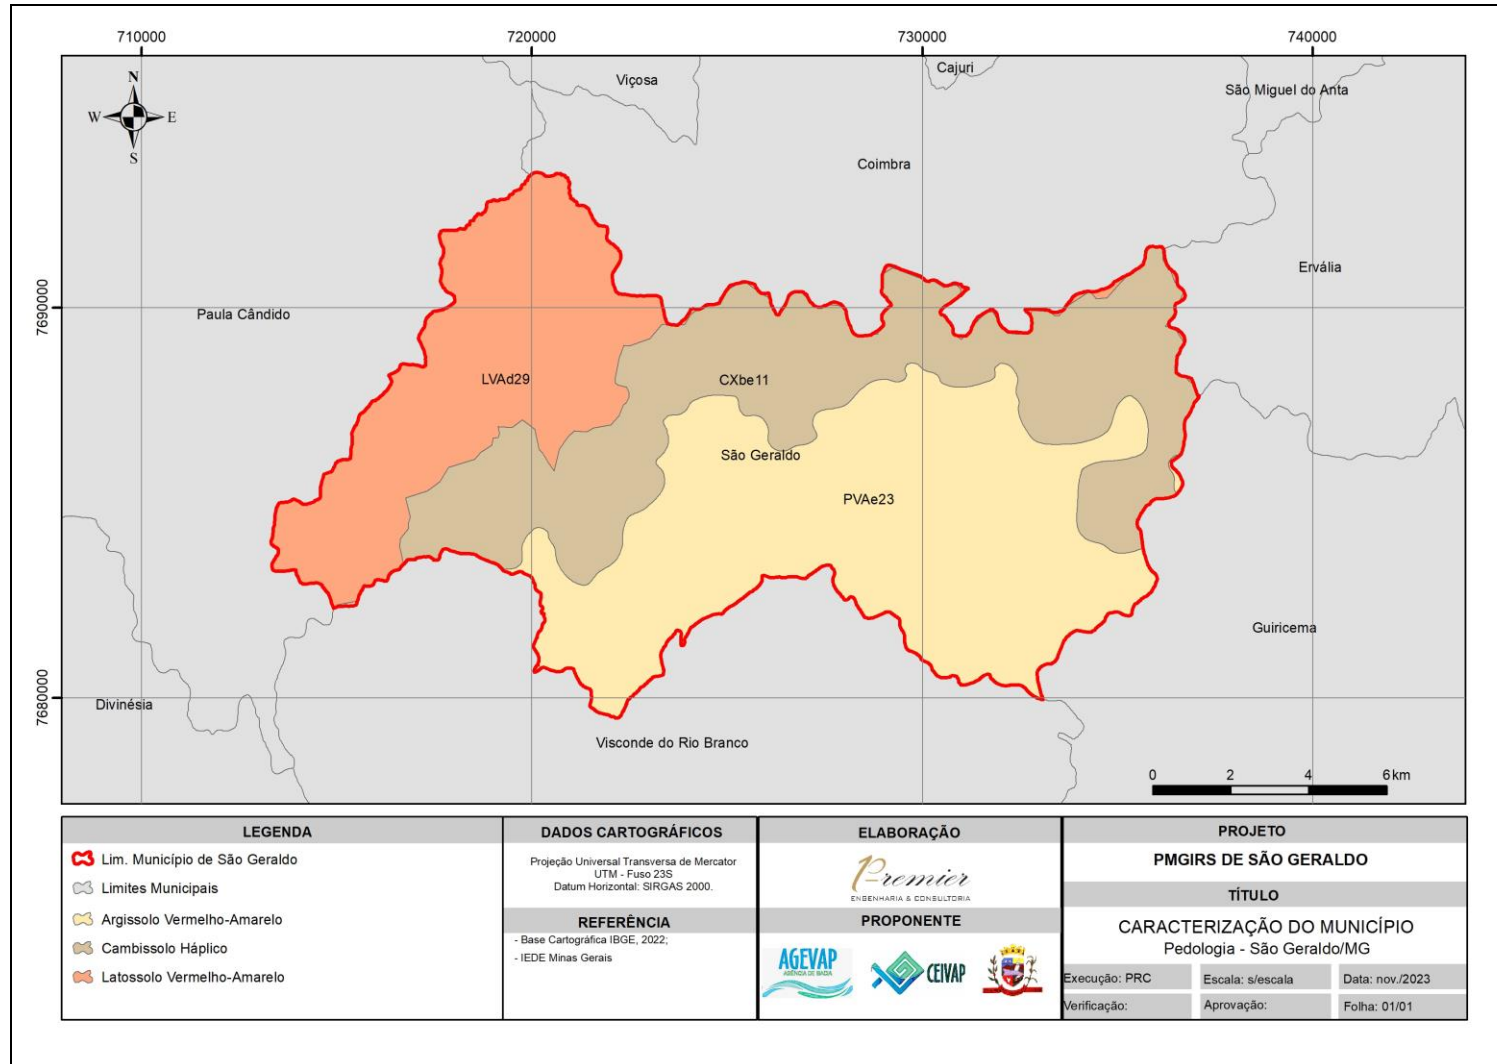 710000
720000
730000
740000
Viçosa
Cajuri
São Miguel do Anta
N
W
E
S
Coimbra
Ervália
7690000
Paula Cândido
LVAd29
CXbe11
São Geraldo
PVAe23
Guiricema
7680000
Divinésia
Visconde do Rio Branco
0 2 4 6 km
LEGENDA
Lim. Município de São Geraldo
Limites Municipais
Argissolo Vermelho-Amarelo
Cambissolo Háplico
Latossolo Vermelho-Amarelo
DADOS CARTOGRÁFICOS
Projeção Universal Transversa de Mercator
UTM - Fuso 23S
Datum Horizontal: SIRGAS 2000.
REFERÊNCIA
- Base Cartográfica IBGE, 2022;
- IEDE Minas Gerais
ELABORAÇÃO
Premier
ENGENHARIA & CONSULTORIA
PROPONENTE
AGEVAP
AGÊNCIA DE BACIA
CEIVAP
PROJETO
PMGIRS DE SÃO GERALDO
TÍTULO
CARACTERIZAÇÃO DO MUNICÍPIO
Pedologia - São Geraldo/MG
Execução: PRC
Escala: s/escala
Data: nov./2023
Verificação:
Aprovação:
Folha: 01/01